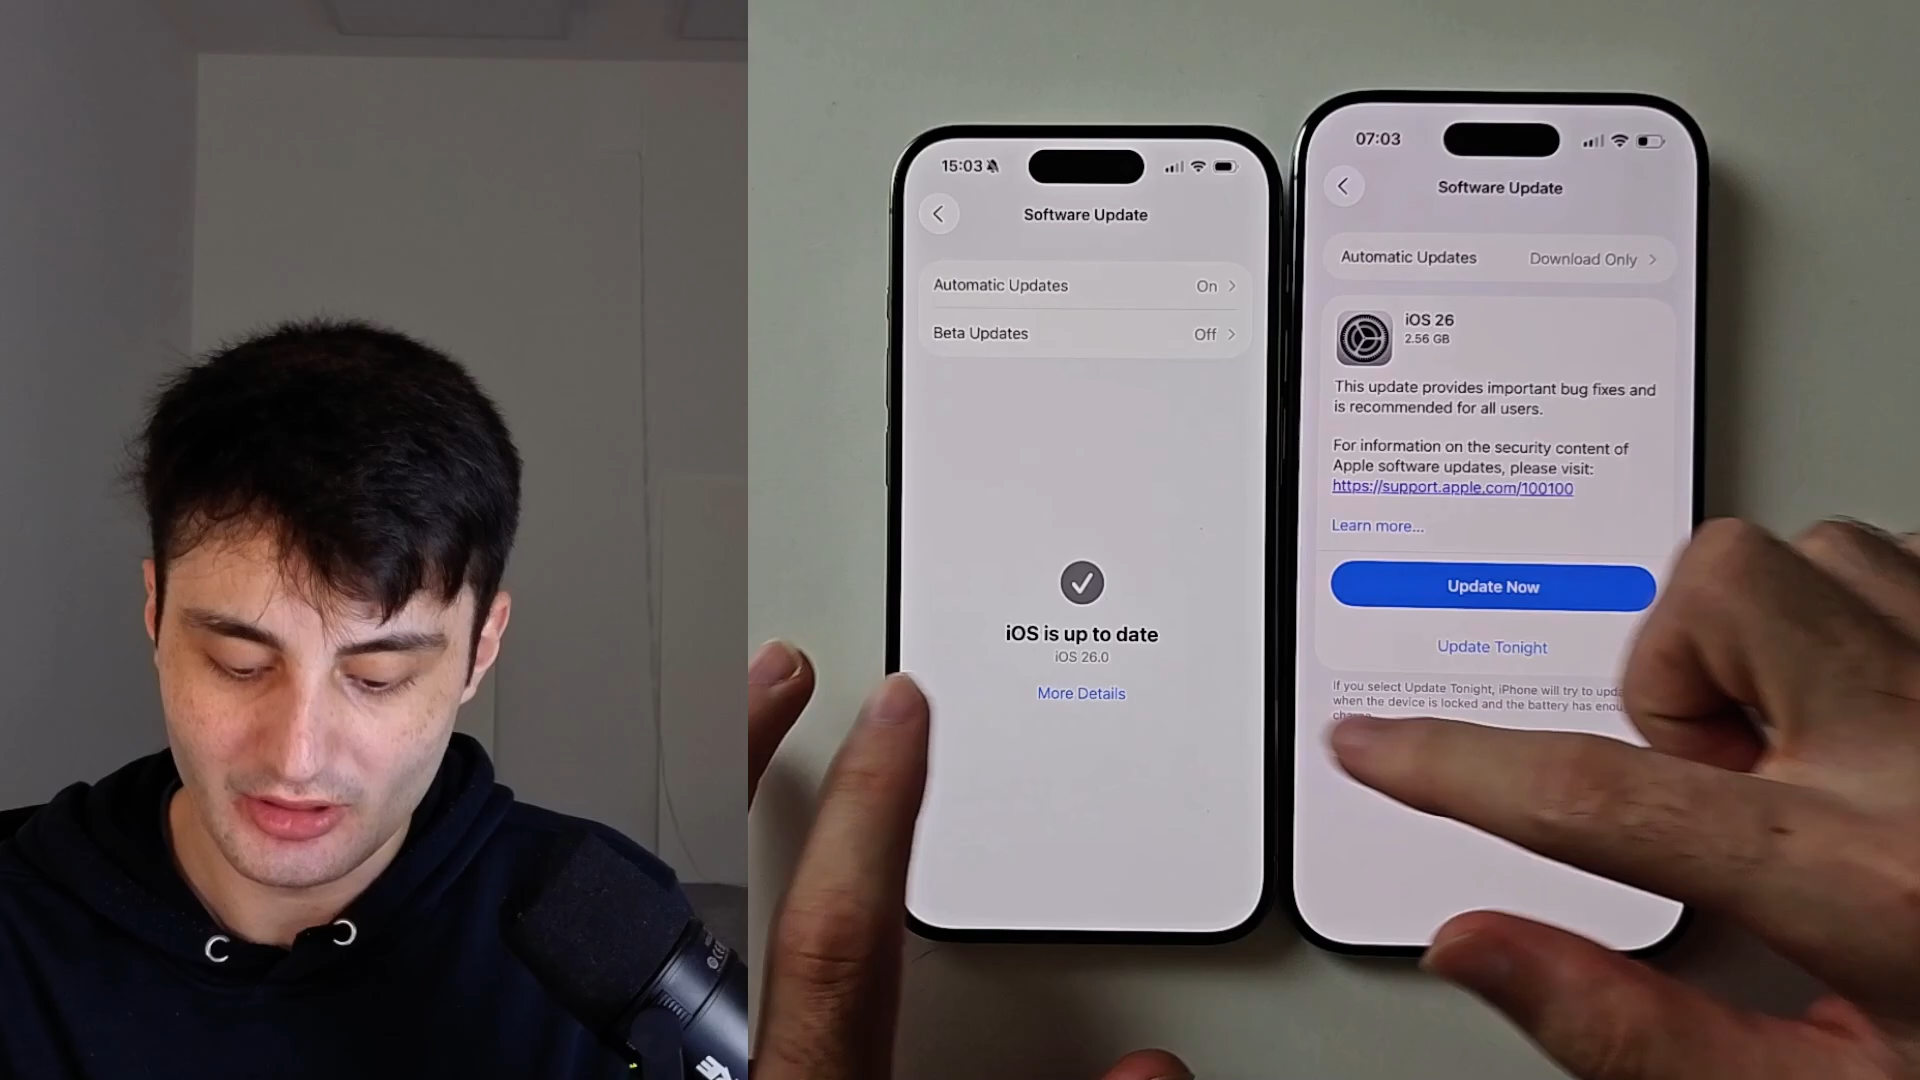 15:03
Software Update
Automatic Updates On
Beta Updates Off
iOS is up to date
iOS 26.0
More Details
07:03
Software Update
Automatic Updates Download Only
iOS 26
2.56 GB
This update provides important bug fixes and
is recommended for all users.
For information on the security content of
Apple software updates, please visit:
https://support.apple.com/100100
Learn more...
Update Now
Update Tonight
If you select Update Tonight, iPhone will try to
when the device is locked and the battery has